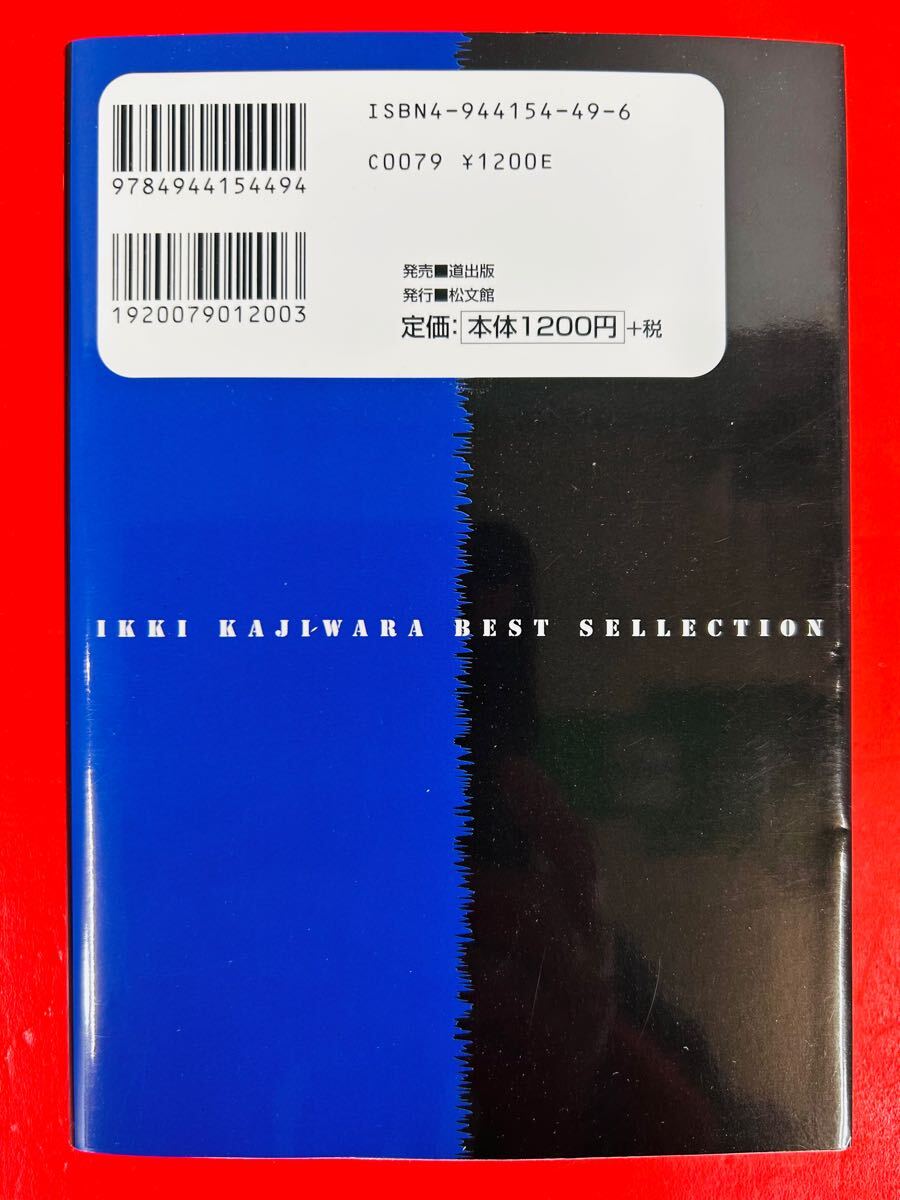 ISBN4-944154-49-6
9784944154494
C0079 ¥1200E
1920079012003
発売■道出版
発行■松文館
定価：本体1200円+税
IKKI KAJIWARA BEST SELLECTION